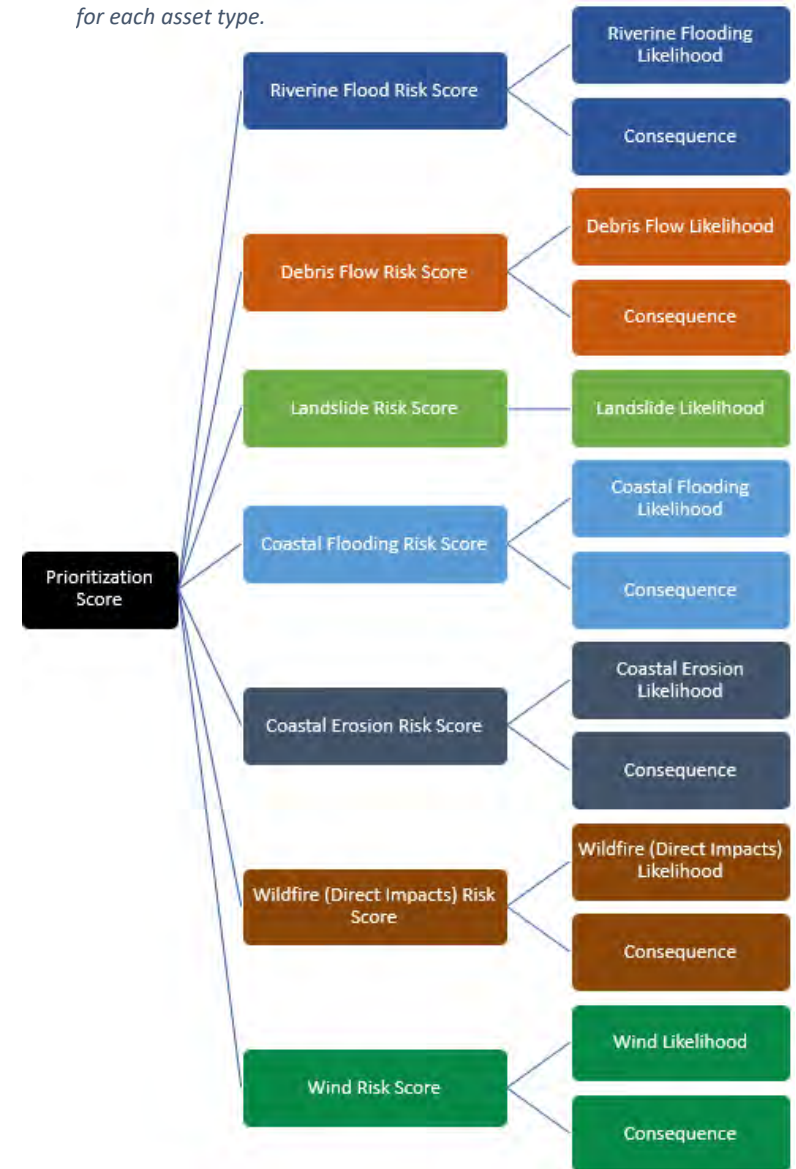 for each asset type.
Riverine Flooding
Likelihood
Riverine Flood Risk Score
Consequence
Debris Flow Likelihood
Debris Flow Risk Score
Consequence
Landslide Risk Score
Landslide Likelihood
Coastal Flooding
Likelihood
Coastal Flooding Risk Score
Consequence
Prioritization
Score
Coastal Erosion
Likelihood
Coastal Erosion Risk Score
Consequence
Wildfire (Direct Impacts)
Likelihood
Wildfire (Direct Impacts) Risk
Score
Consequence
Wind Likelihood
Wind Risk Score
Consequence